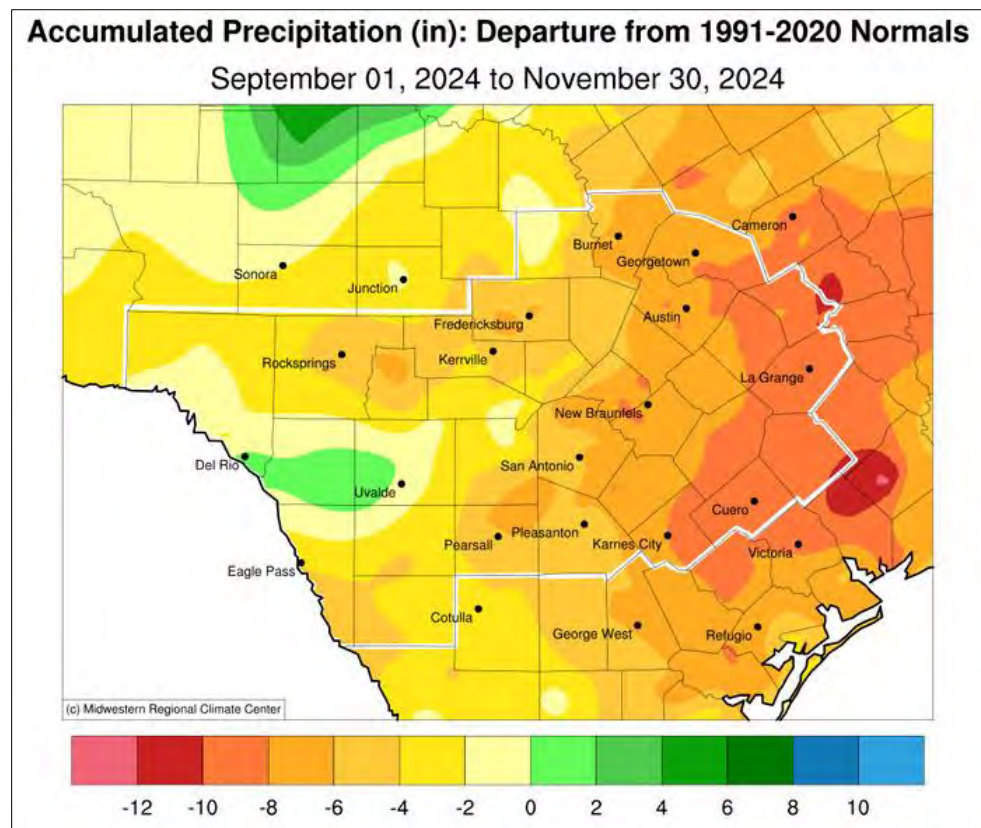 Accumulated Precipitation (in): Departure from 1991-2020 Normals
September 01, 2024 to November 30, 2024
Cameron
Burnet
Georgetown
Sonora
Junction
Austin
Fredericksburg
Kerrville
Rocksprings
La Grange
New Braunfels
San Antonio
Del Rio
Uvalde
Cuero
Pleasanton
Pearsall
Karnes City
Victoria
Eagle Pass
Cotulla
George West
Refugio
(c) Midwestern Regional Climate Center
-12 -10 -8 -6 -4 -2 0 2 4 6 8 10